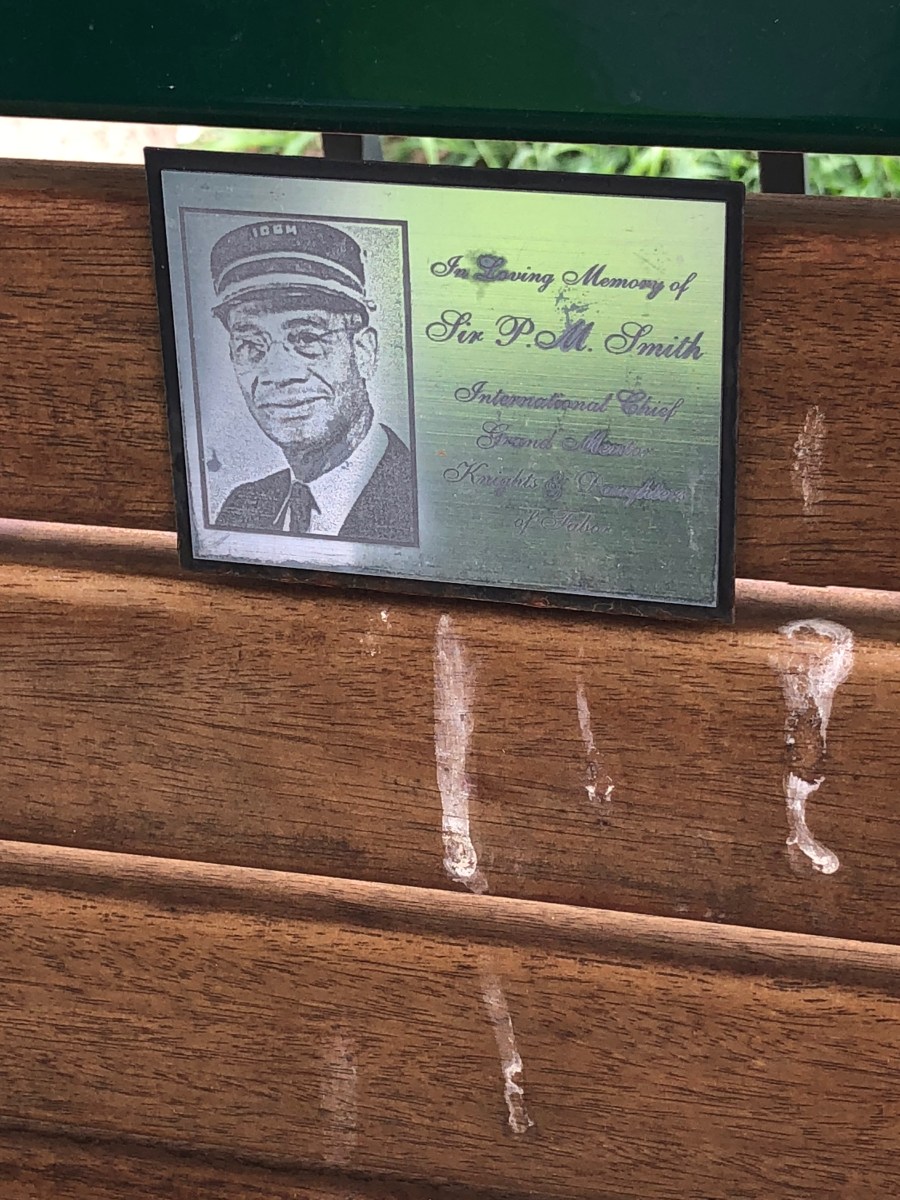 IOGM
In Loving Memory of
Sir P.M. Smith
International Chief
Grand Mentor
Knights & Daughters
of Tabor